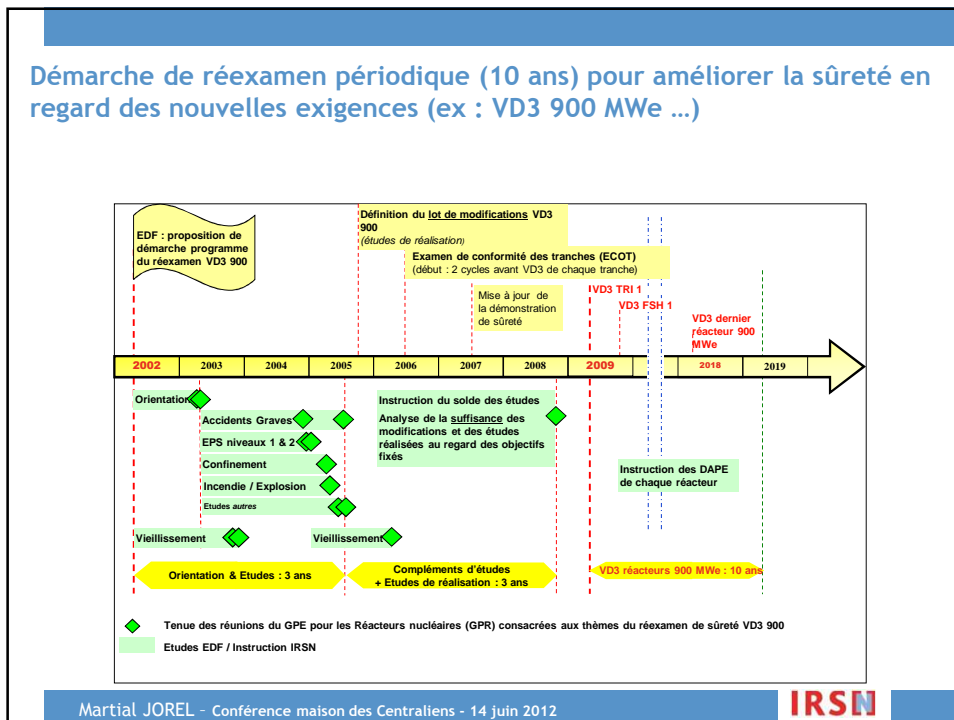 Démarche de réexamen périodique (10 ans) pour améliorer la sûreté en
regard des nouvelles exigences (ex : VD3 900 MWe …)
EDF : proposition de
démarche programme
du réexamen VD3 900
Définition du lot de modifications VD3
900
(études de réalisation)
Examen de conformité des tranches (ECOT)
(début : 2 cycles avant VD3 de chaque tranche)
Mise à jour de
la démonstration
de sûreté
VD3 TRI 1
VD3 FSH 1
VD3 dernier
réacteur 900
MWe
2002 2003 2004 2005 2006 2007 2008 2009 2018 2019
Orientation
Accidents Graves
EPS niveaux 1 & 2
Confinement
Incendie / Explosion
Etudes autres
Vieillissement
Vieillissement
Instruction du solde des études
Analyse de la suffisance des
modifications et des études
réalisées au regard des objectifs
fixés
Instruction des DAPE
de chaque réacteur
Orientation & Etudes : 3 ans
Compléments d'études
+ Etudes de réalisation : 3 ans
VD3 réacteurs 900 MWe : 10 ans
Tenue des réunions du GPE pour les Réacteurs nucléaires (GPR) consacrées aux thèmes du réexamen de sûreté VD3 900
Etudes EDF / Instruction IRSN
Martial JOREL – Conférence maison des Centraliens - 14 juin 2012
IRSN